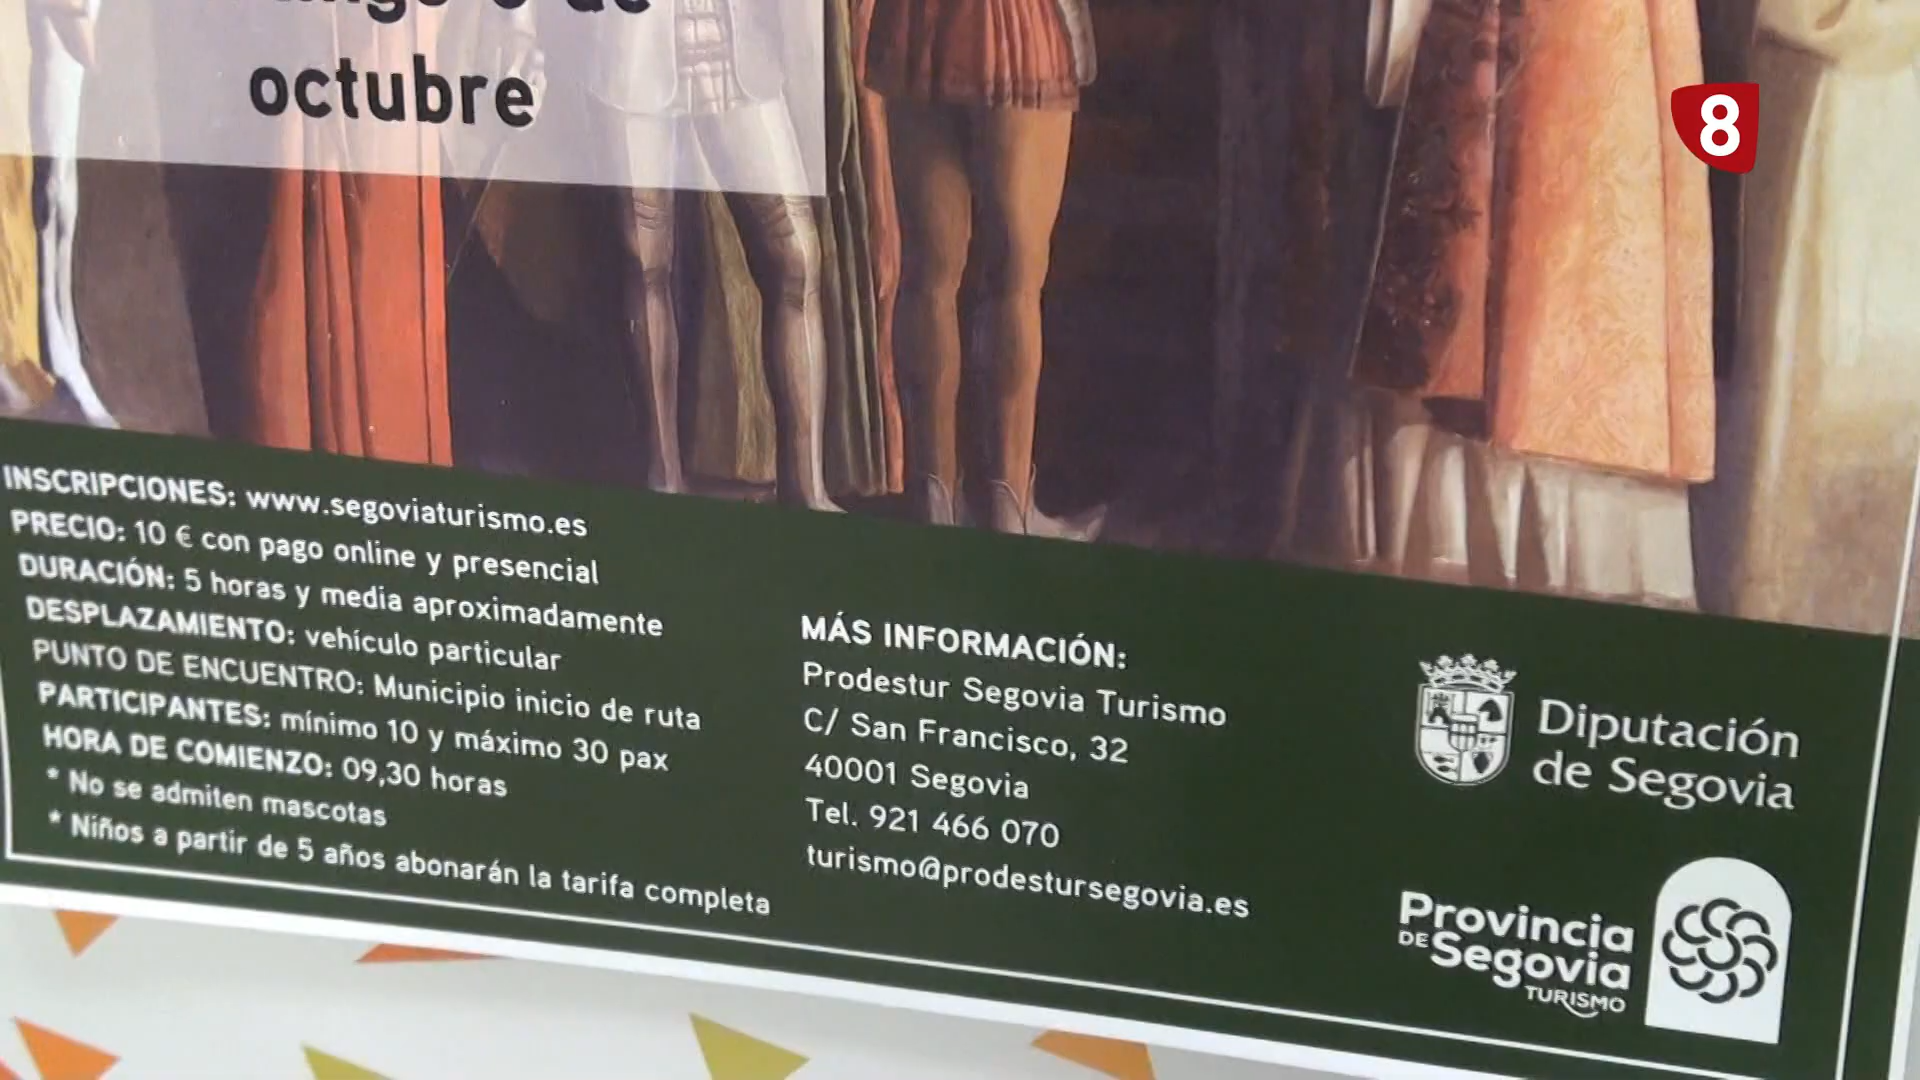 de
octubre
8
INSCRIPCIONES: www.segoviaturismo.es
PRECIO: 10 € con pago online y presencial
DURACIÓN: 5 horas y media aproximadamente
DESPLAZAMIENTO: vehículo particular
PUNTO DE ENCUENTRO: Municipio inicio de ruta
PARTICIPANTES: mínimo 10 y máximo 30 pax
HORA DE COMIENZO: 09,30 horas
* No se admiten mascotas
* Niños a partir de 5 años abonarán la tarifa completa
MÁS INFORMACIÓN:
Prodestur Segovia Turismo
C/ San Francisco, 32
40001 Segovia
Tel. 921 466 070
turismo@prodestursegovia.es
Diputación
de Segovia
Provincia
DE Segovia
TURISMO